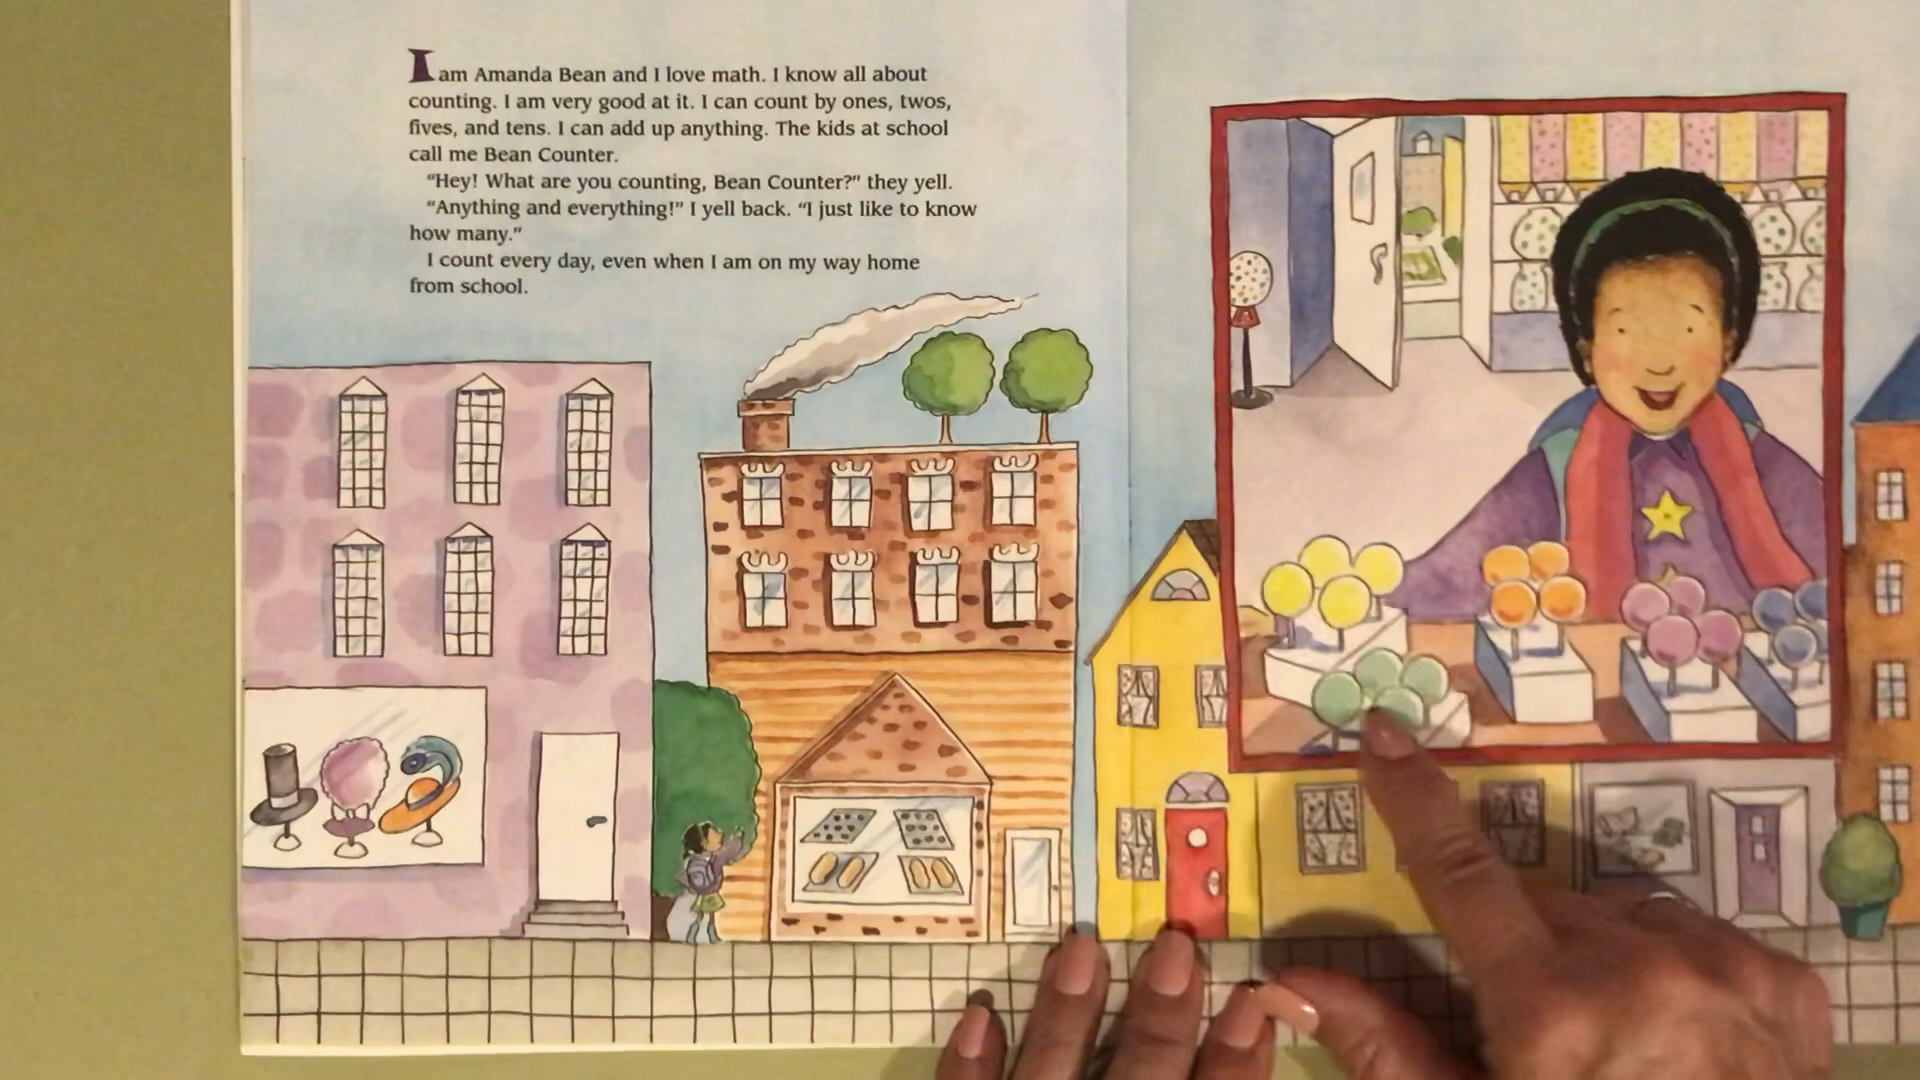 I am Amanda Bean and I love math. I know all about
counting. I am very good at it. I can count by ones, twos,
fives, and tens. I can add up anything. The kids at school
call me Bean Counter.
“Hey! What are you counting, Bean Counter?” they yell.
“Anything and everything!” I yell back. “I just like to know
how many.”
I count every day, even when I am on my way home
from school.